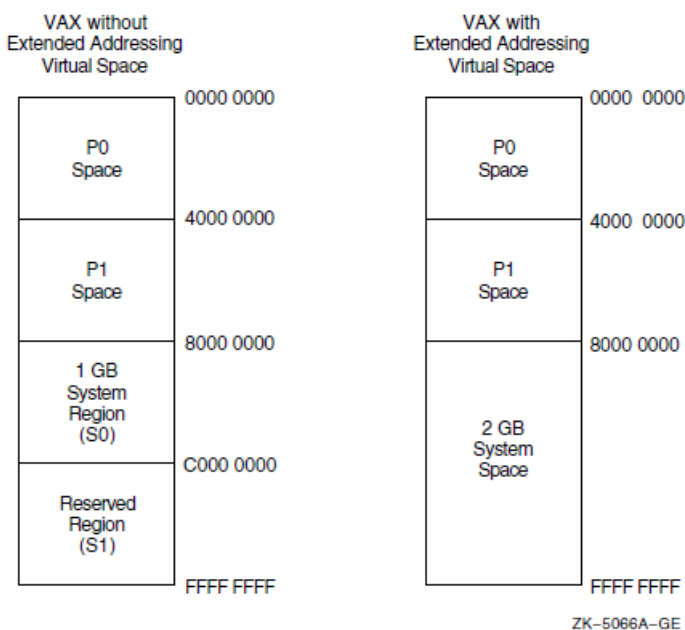 VAX without
Extended Addressing
Virtual Space
0000 0000
P0
Space
4000 0000
P1
Space
8000 0000
1 GB
System
Region
(S0)
C000 0000
Reserved
Region
(S1)
FFFF FFFF
VAX with
Extended Addressing
Virtual Space
0000 0000
P0
Space
4000 0000
P1
Space
8000 0000
2 GB
System
Space
FFFF FFFF
ZK–5066A–GE